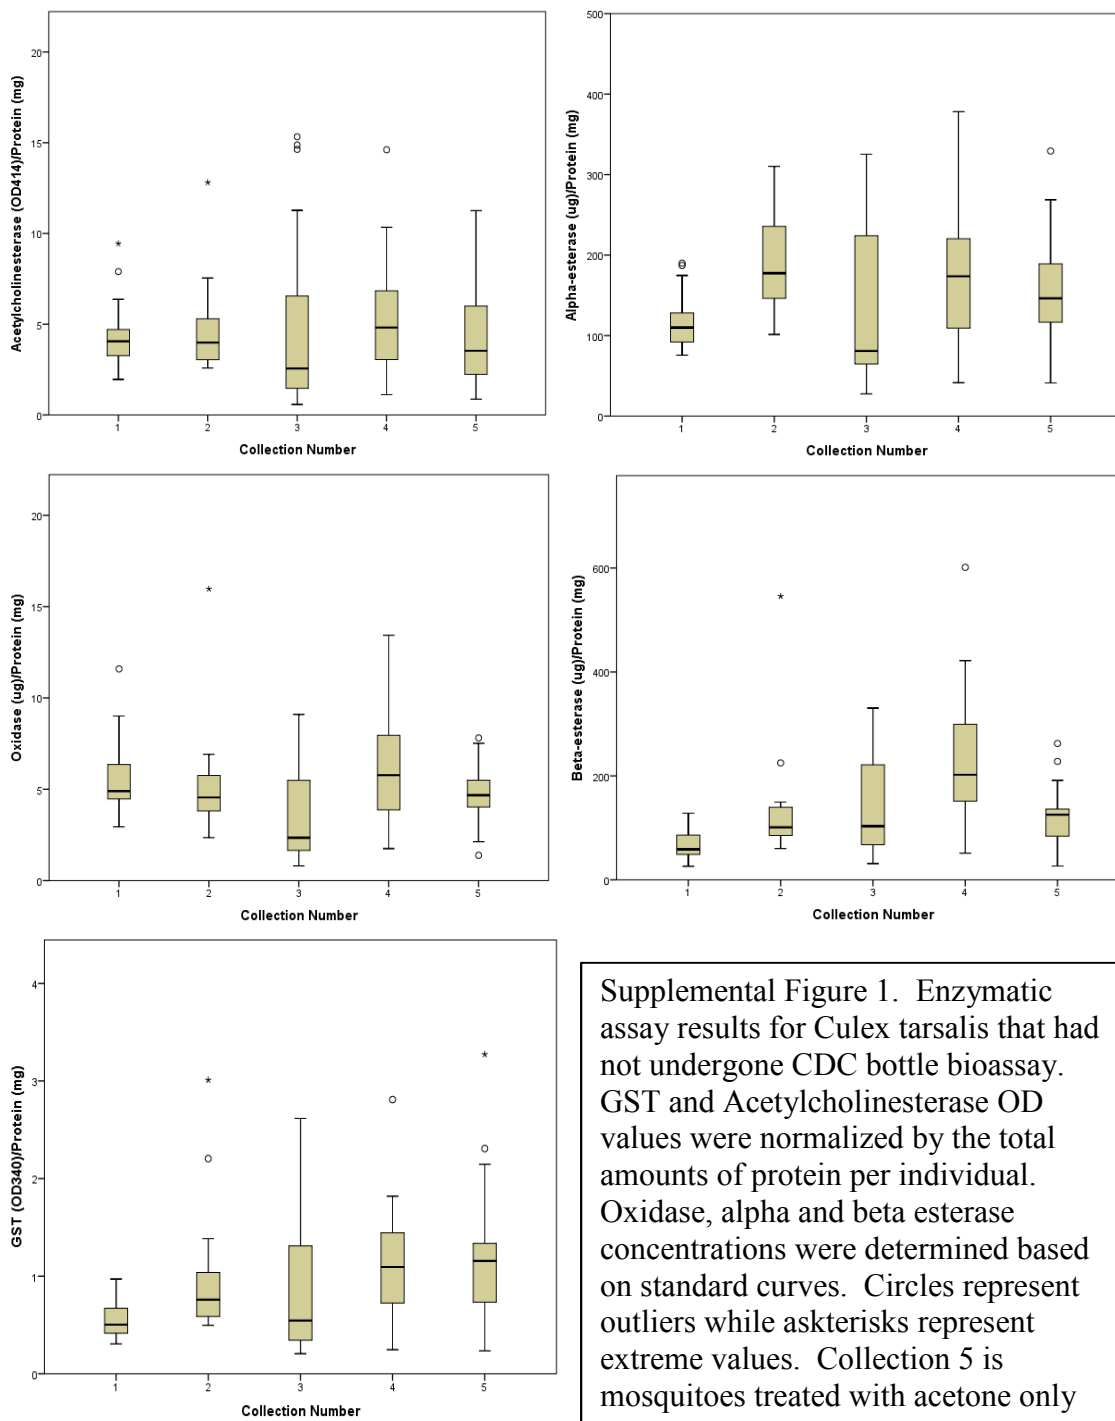 Acetylcholinesterase (OD414)/Protein (mg)
20
15
10
5
0
1 2 3 4 5
Collection Number
Alpha-esterase (ug)/Protein (mg)
500
400
300
200
100
0
1 2 3 4 5
Collection Number
Oxidase (ug)/Protein (mg)
20
15
10
5
0
1 2 3 4 5
Collection Number
Beta-esterase (ug)/Protein (mg)
600
400
200
0
1 2 3 4 5
Collection Number
GST (OD340)/Protein (mg)
4
3
2
1
0
1 2 3 4 5
Collection Number
Supplemental Figure 1. Enzymatic
assay results for Culex tarsalis that had
not undergone CDC bottle bioassay.
GST and Acetylcholinesterase OD
values were normalized by the total
amounts of protein per individual.
Oxidase, alpha and beta esterase
concentrations were determined based
on standard curves. Circles represent
outliers while askterisks represent
extreme values. Collection 5 is
mosquitoes treated with acetone only